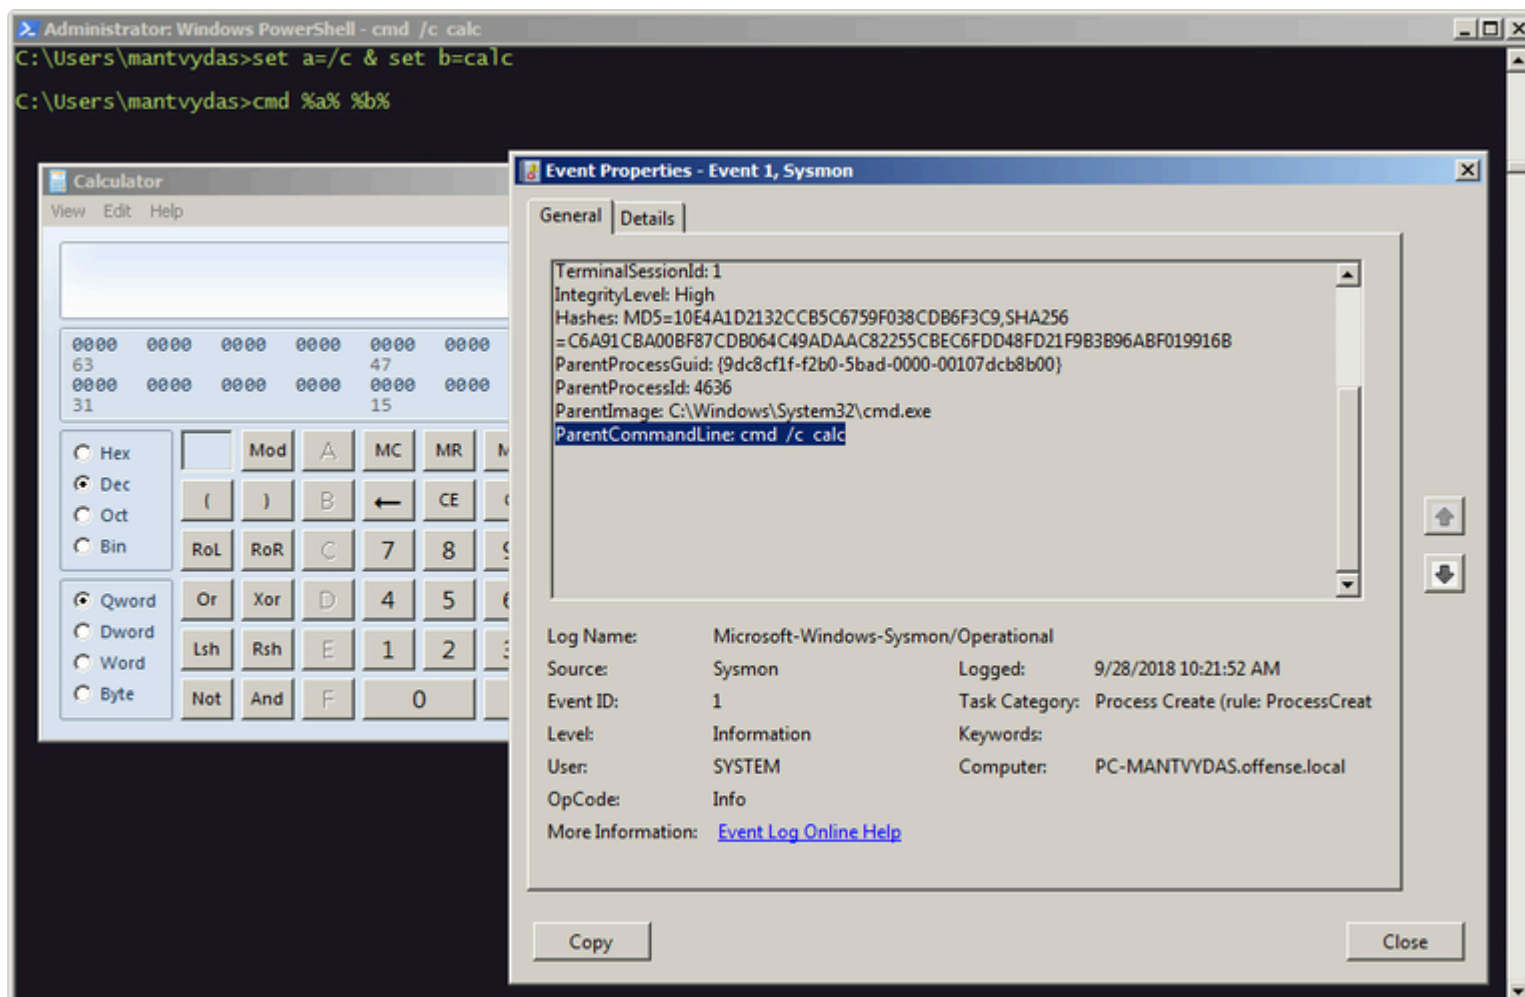 Administrator: Windows PowerShell - cmd /c calc
C:\Users\mantvydas>set a=/c & set b=calc
C:\Users\mantvydas>cmd %a% %b%
Calculator
View Edit Help
0000 0000 0000 0000 0000 0000
63 47
0000 0000 0000 0000 0000 0000
31 15
Hex
Dec
Oct
Bin
Qword
Dword
Word
Byte
Mod A MC MR
( ) B ← CE
RoL RoR C 7 8 9
Or Xor D 4 5 6
Lsh Rsh E 1 2 3
Not And F 0
Event Properties - Event 1, Sysmon
General Details
TerminalSessionId: 1
IntegrityLevel: High
Hashes: MD5=10E4A1D2132CCB5C6759F038CDB6F3C9,SHA256
=C6A91CBA00BF87CDB064C49ADAAC82255CBEC6FDD48FD21F9B3B96ABF019916B
ParentProcessGuid: {9dc8cf1f-f2b0-5bad-0000-00107dcb8b00}
ParentProcessId: 4636
ParentImage: C:\Windows\System32\cmd.exe
ParentCommandLine: cmd /c calc
Log Name: Microsoft-Windows-Sysmon/Operational
Source: Sysmon Logged: 9/28/2018 10:21:52 AM
Event ID: 1 Task Category: Process Create (rule: ProcessCreat
Level: Information Keywords:
User: SYSTEM Computer: PC-MANTVYDAS.offense.local
OpCode: Info
More Information: Event Log Online Help
Copy Close